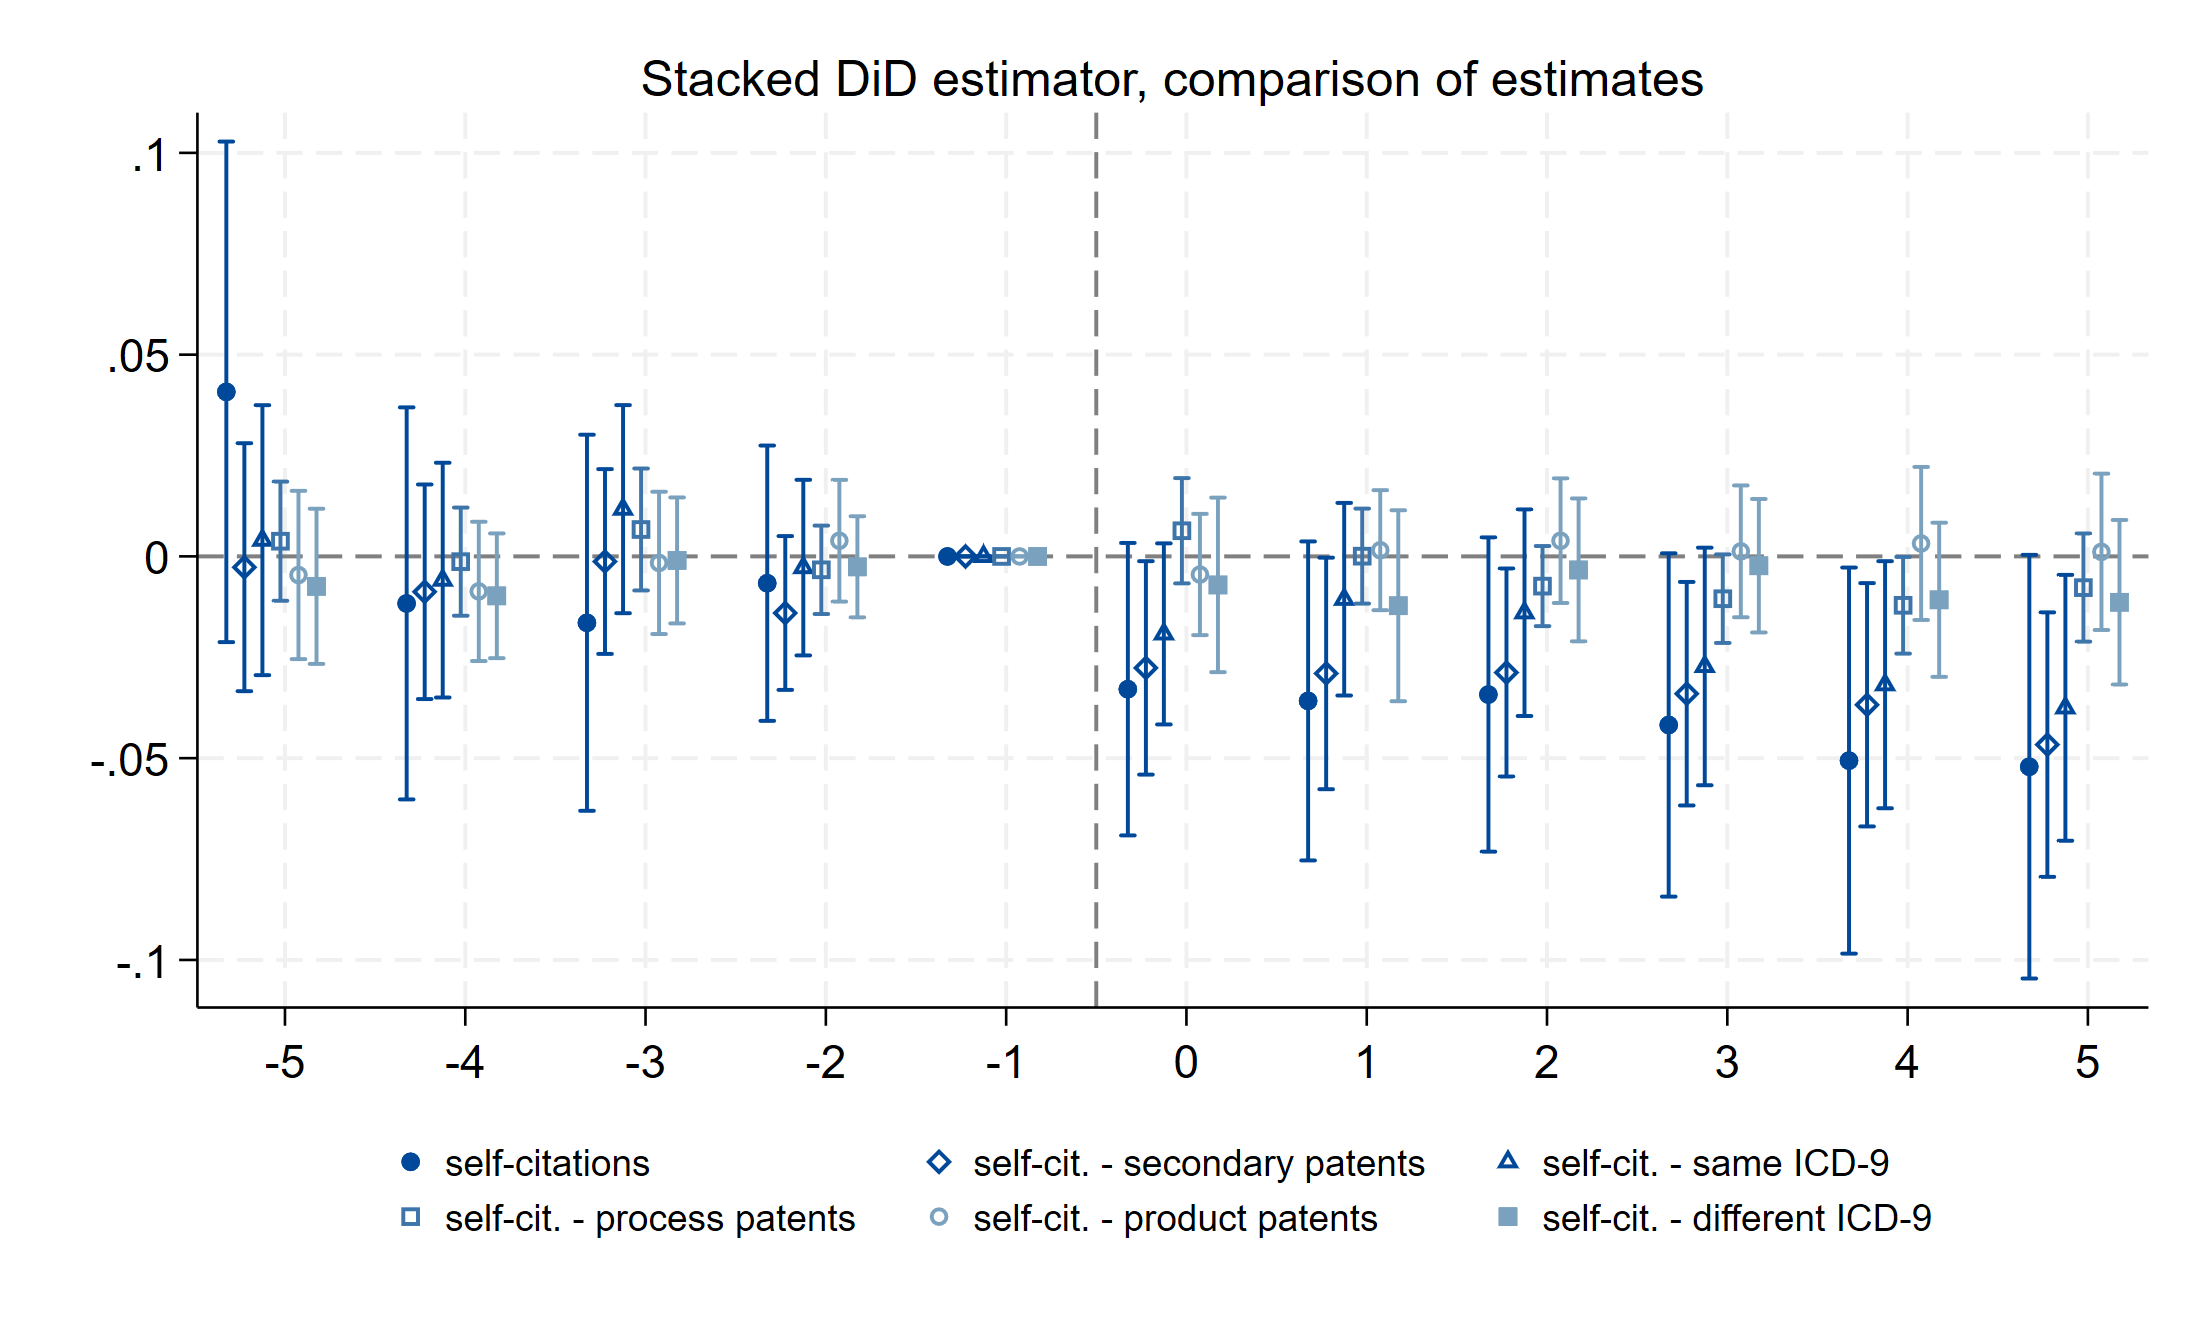 Stacked DiD estimator, comparison of estimates
.1
.05
0
-.05
-.1
-5 -4 -3 -2 -1 0 1 2 3 4 5
self-citations self-cit. - secondary patents self-cit. - same ICD-9
self-cit. - process patents self-cit. - product patents self-cit. - different ICD-9